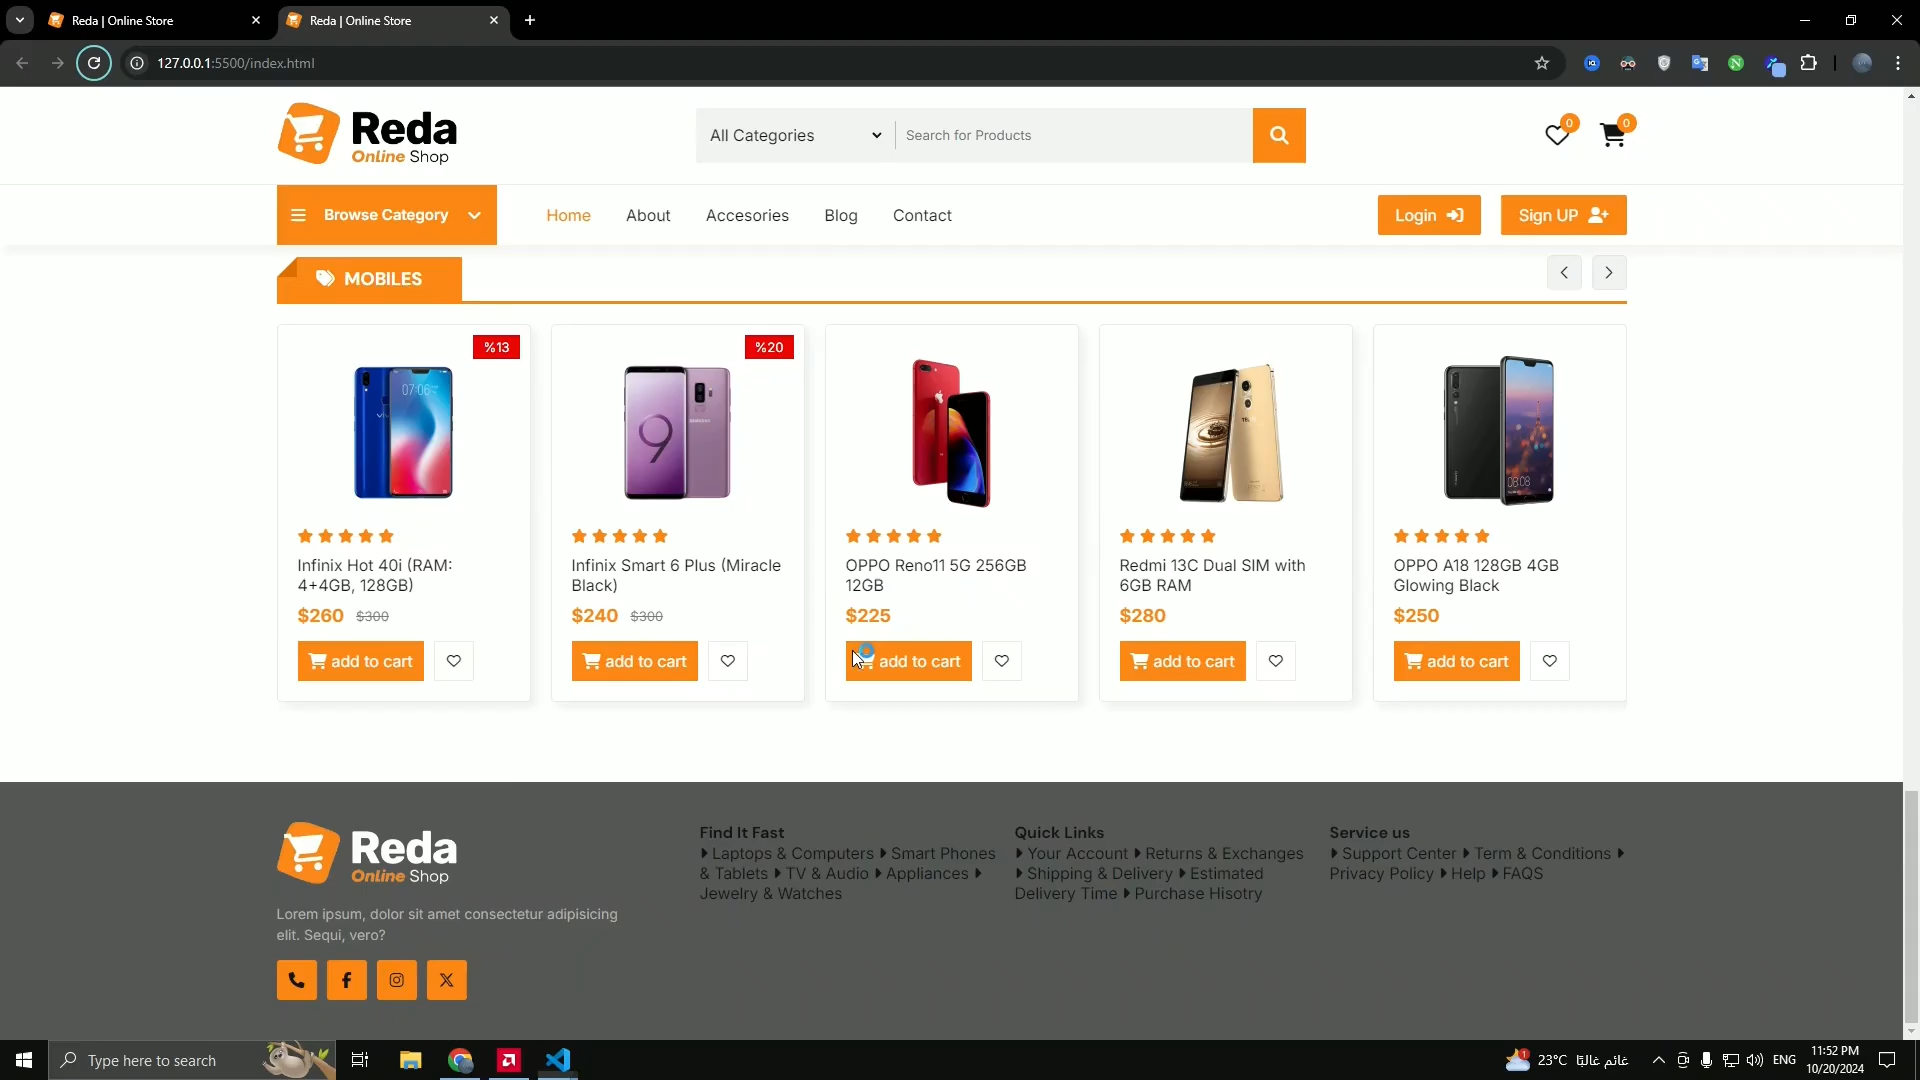 Reda | Online Store
Reda | Online Store
127.0.0.1:5500/index.html
Reda
Online Shop
All Categories
Search for Products
0
0
Browse Category
Home
About
Accesories
Blog
Contact
Login
Sign UP
MOBILES
%13
%20
07:06
9
08:08
Infinix Hot 40i (RAM:
4+4GB, 128GB)
$260 $300
add to cart
Infinix Smart 6 Plus (Miracle
Black)
$240 $300
add to cart
OPPO Reno11 5G 256GB
12GB
$225
add to cart
Redmi 13C Dual SIM with
6GB RAM
$280
add to cart
OPPO A18 128GB 4GB
Glowing Black
$250
add to cart
Reda
Online Shop
Lorem ipsum, dolor sit amet consectetur adipisicing
elit. Sequi, vero?
Find It Fast
Laptops & Computers Smart Phones
& Tablets TV & Audio Appliances
Jewelry & Watches
Quick Links
Your Account Returns & Exchanges
Shipping & Delivery Estimated
Delivery Time Purchase Hisotry
Service us
Support Center Term & Conditions
Privacy Policy Help FAQS
Type here to search
1
23°C غائم غالبًا
ENG
11:52 PM
10/20/2024